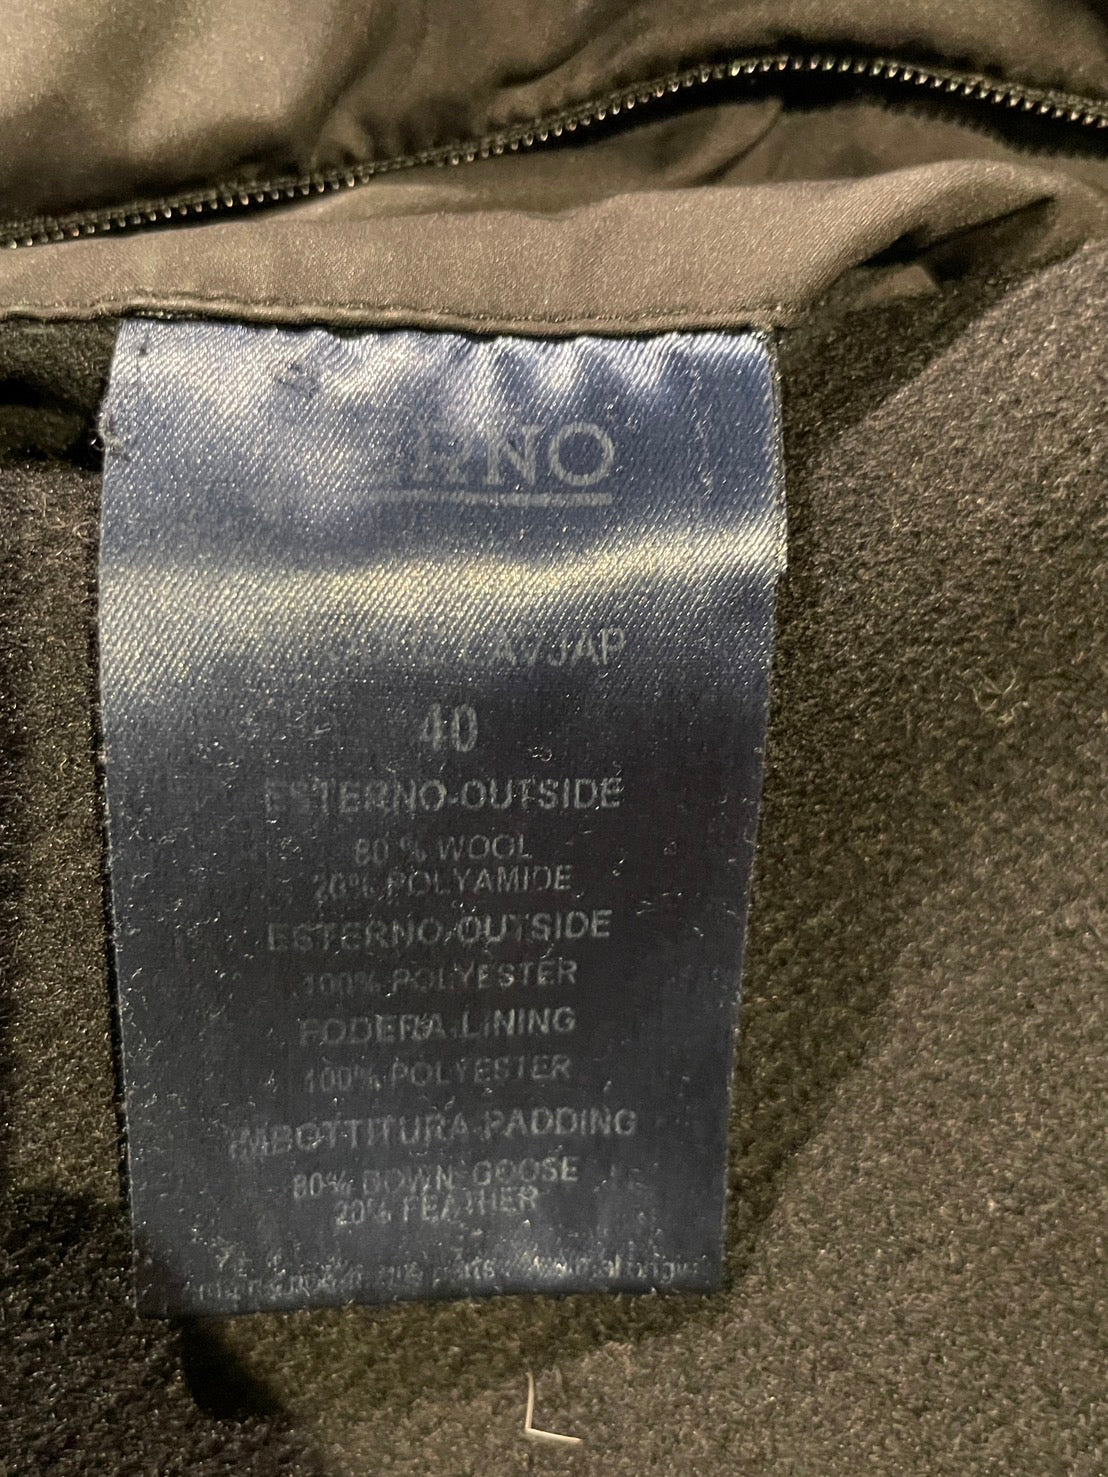 RNO
40
ESTERNO-OUTSIDE
80 % WOOL
20% POLYAMIDE
ESTERNO-OUTSIDE
100% POLYESTER
FODERA-LINING
100% POLYESTER
IMBOTTITURA-PADDING
80% DOWN GOOSE
20% FEATHER